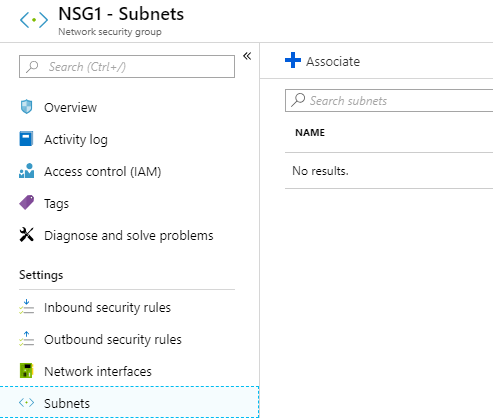 NSG1 - Subnets
Network security group
Search (Ctrl+/)
«
Overview
Activity log
Access control (IAM)
Tags
Diagnose and solve problems
Settings
Inbound security rules
Outbound security rules
Network interfaces
Subnets
Associate
Search subnets
NAME
No results.